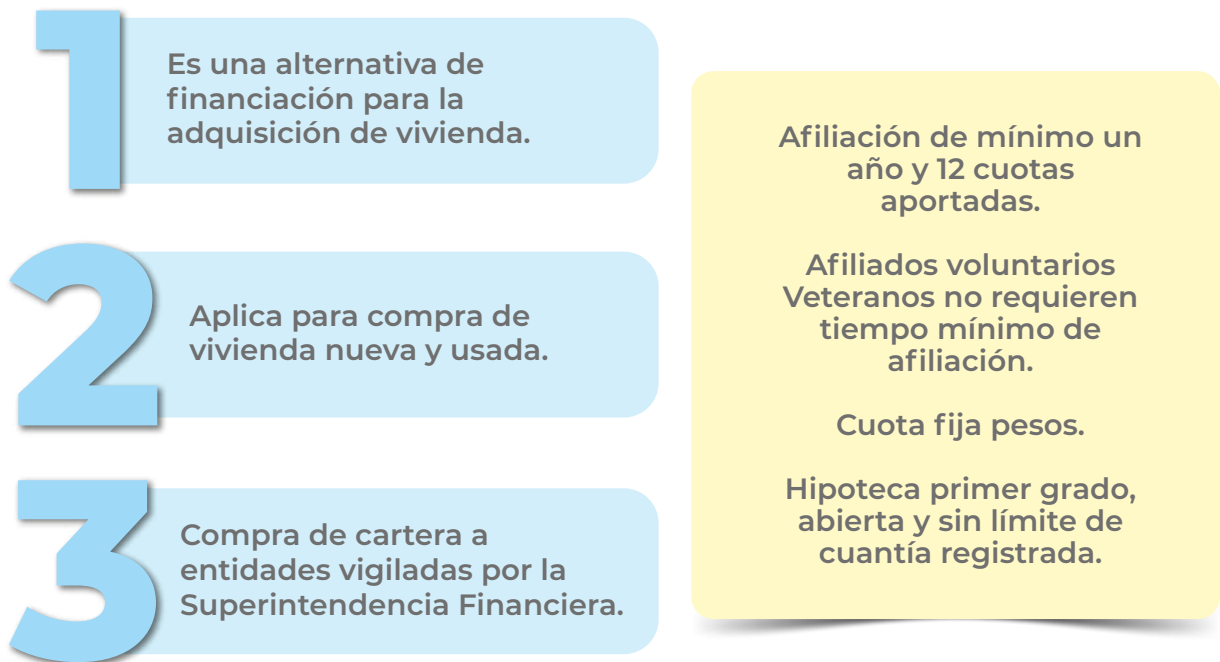 1
Es una alternativa de
financiación para la
adquisición de vivienda.
2
Aplica para compra de
vivienda nueva y usada.
3
Compra de cartera a
entidades vigiladas por la
Superintendencia Financiera.
Afiliación de mínimo un
año y 12 cuotas
aportadas.
Afiliados voluntarios
Veteranos no requieren
tiempo mínimo de
afiliación.
Cuota fija pesos.
Hipoteca primer grado,
abierta y sin límite de
cuantía registrada.